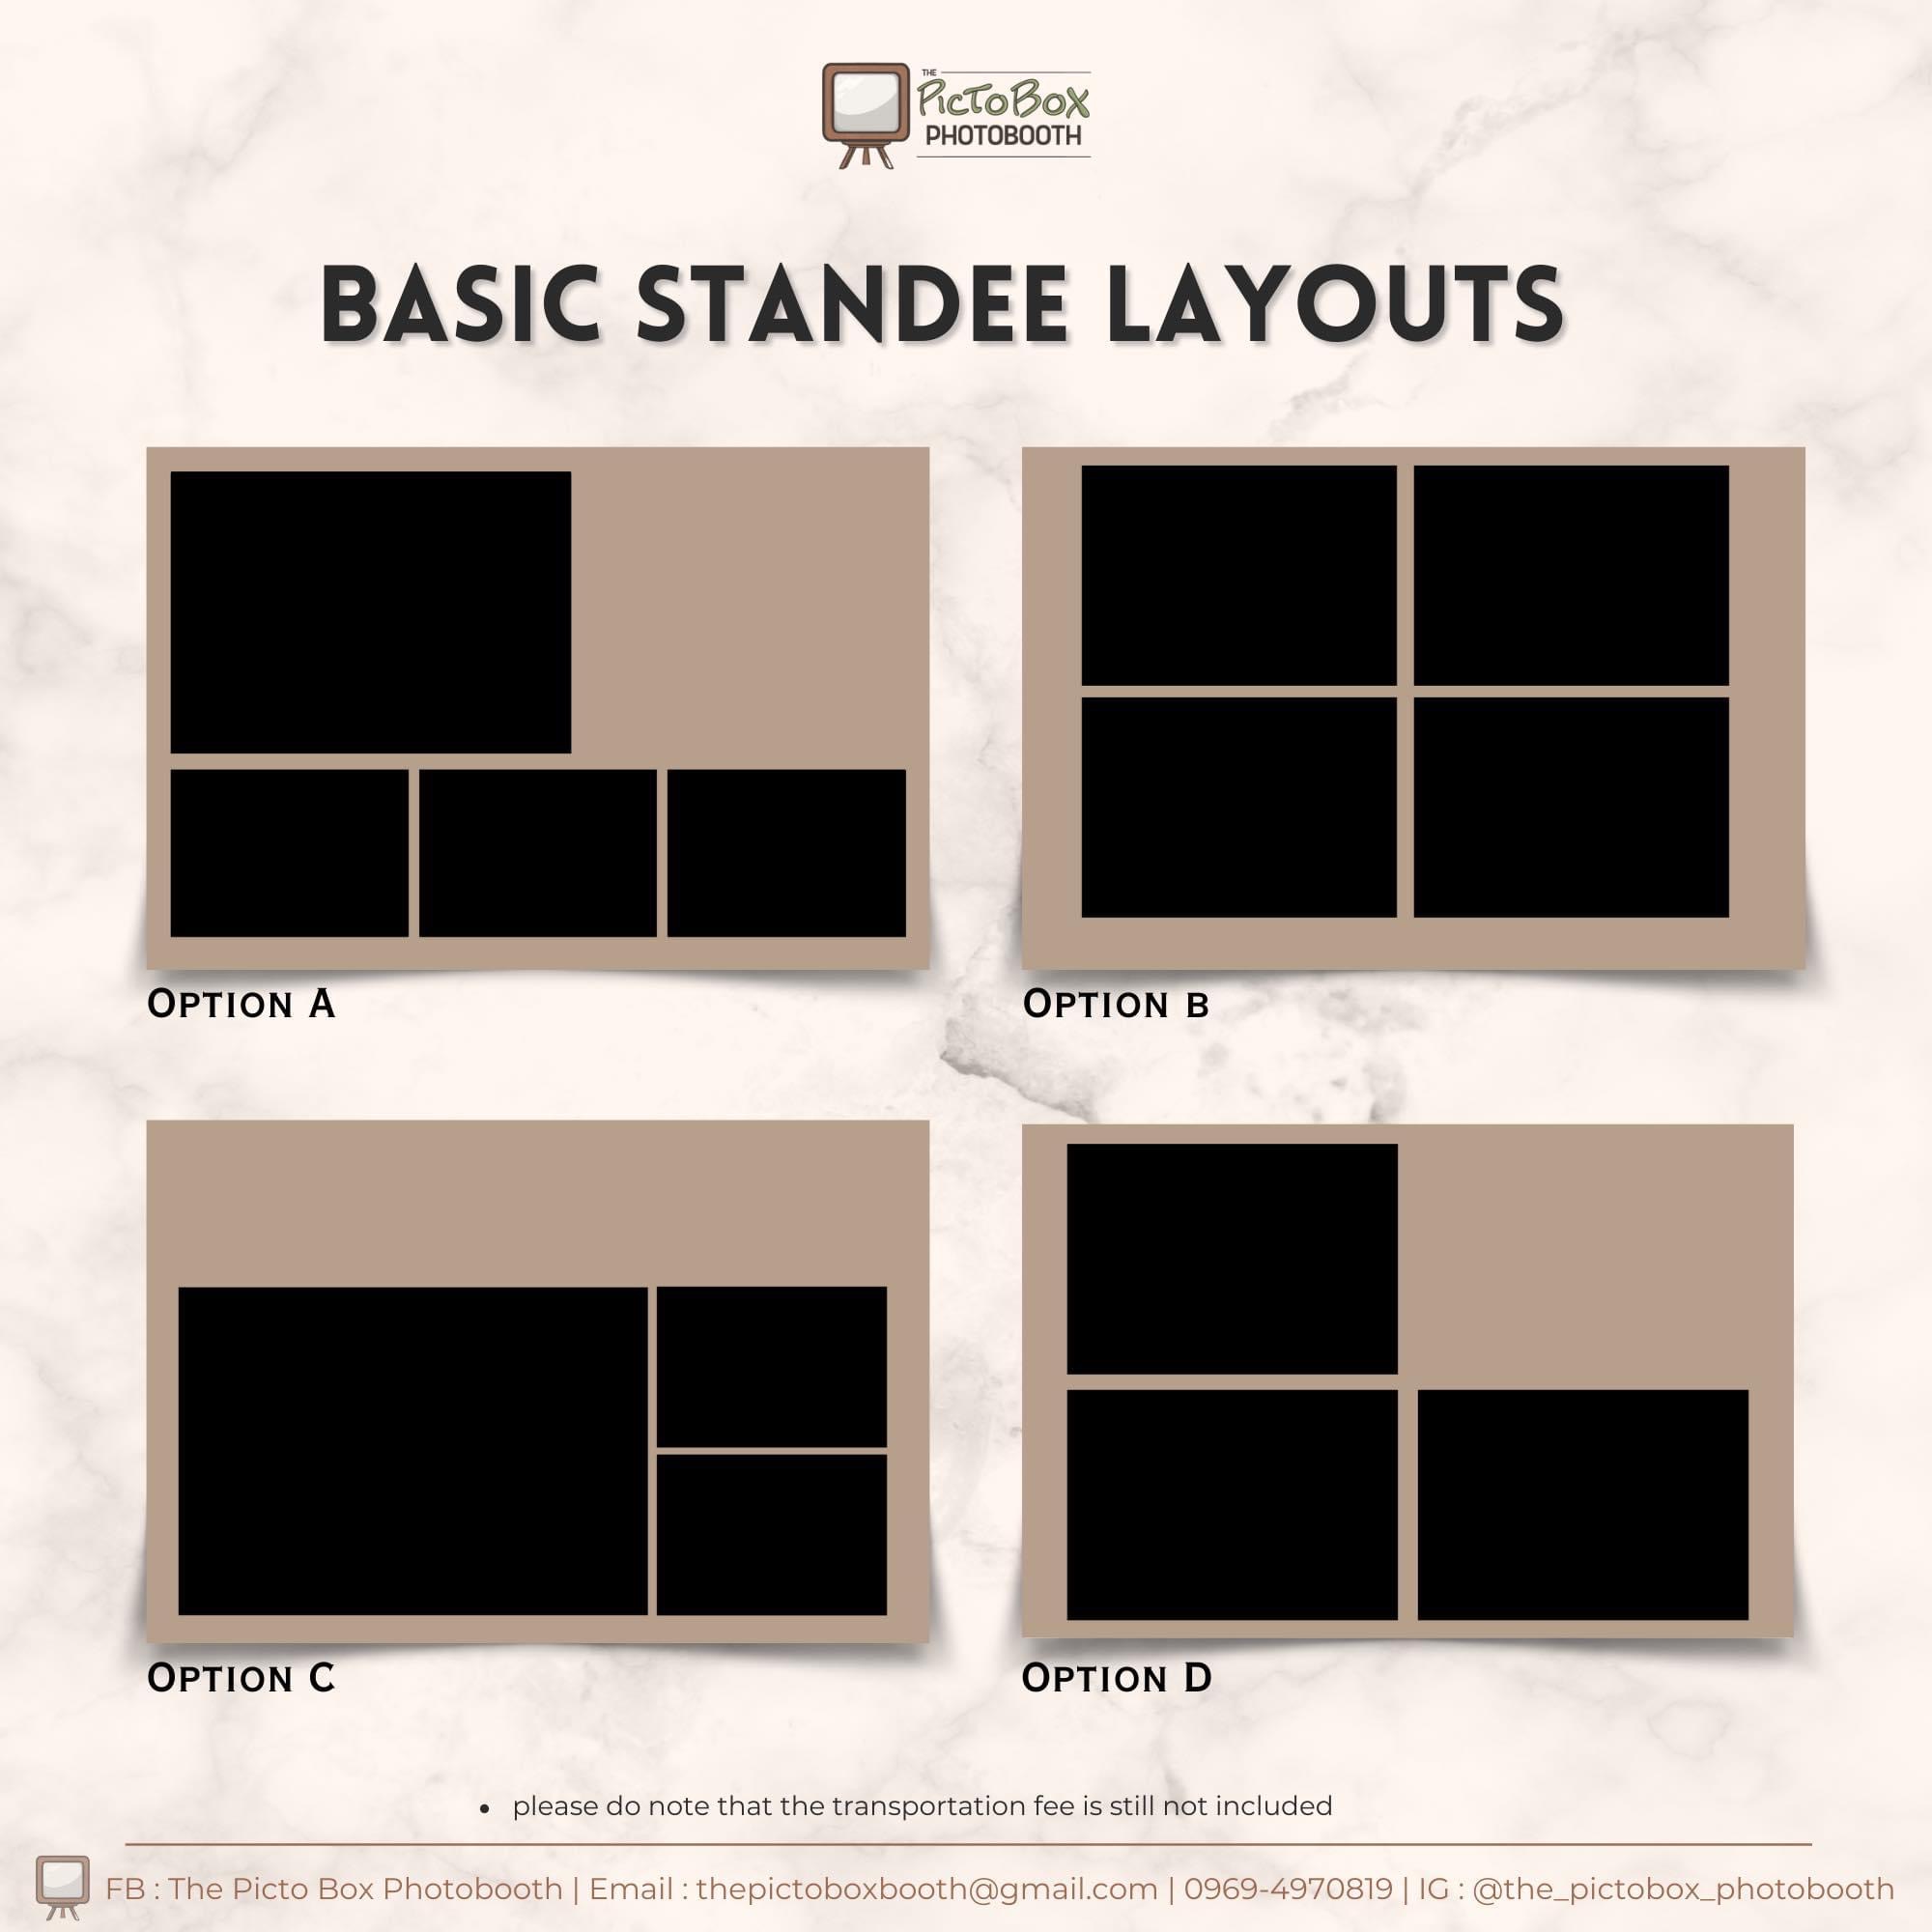 THE
PicToBox
PHOTOBOOTH
BASIC STANDEE LAYOUTS
Option A
Option B
Option C
Option D
• please do note that the transportation fee is still not included
FB : The Picto Box Photobooth | Email : thepictoboxbooth@gmail.com | 0969-4970819 | IG : @the_pictobox_photobooth